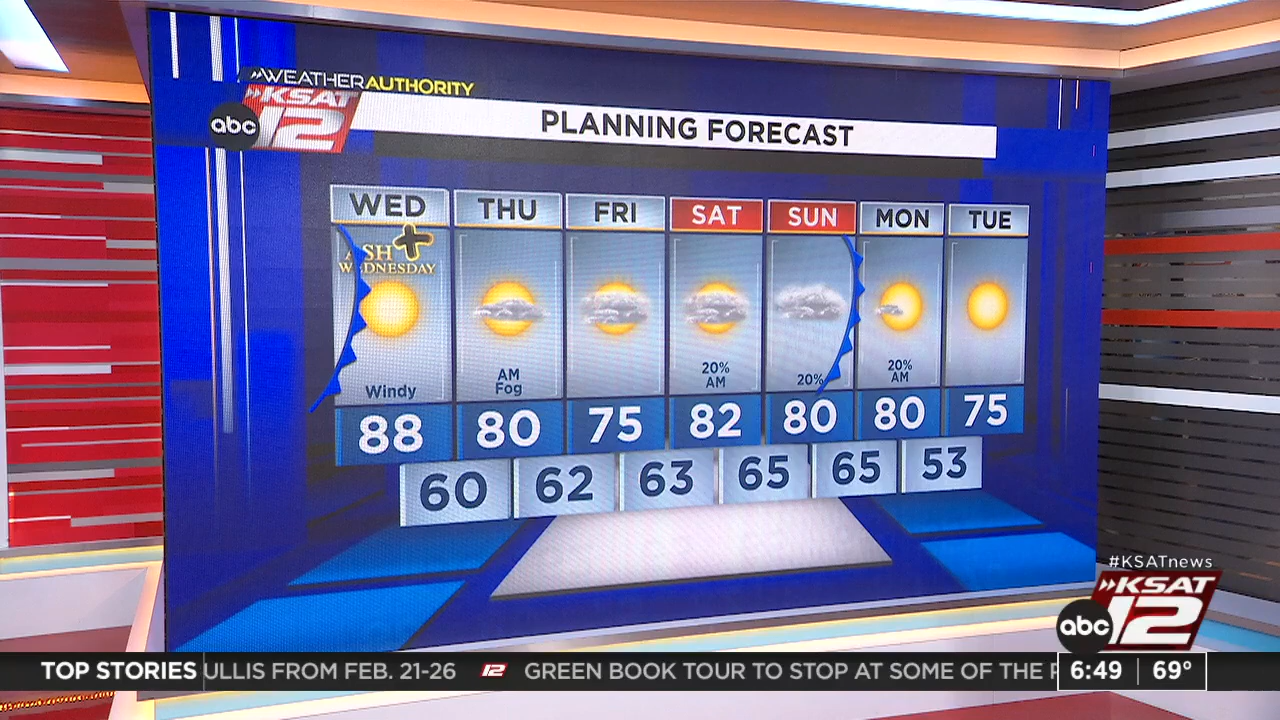 »WEATHERAUTHORITY
»KSAT
abc 12
PLANNING FORECAST
WED THU FRI SAT SUN MON TUE
ASH
WEDNESDAY
Windy
AM
Fog
20%
AM
20%
20%
AM
88 80 75 82 80 80 75
60 62 63 65 65 53
#KSATnews
»KSAT
abc 12
TOP STORIES ULLIS FROM FEB. 21-26 12 GREEN BOOK TOUR TO STOP AT SOME OF THE 6:49 69°